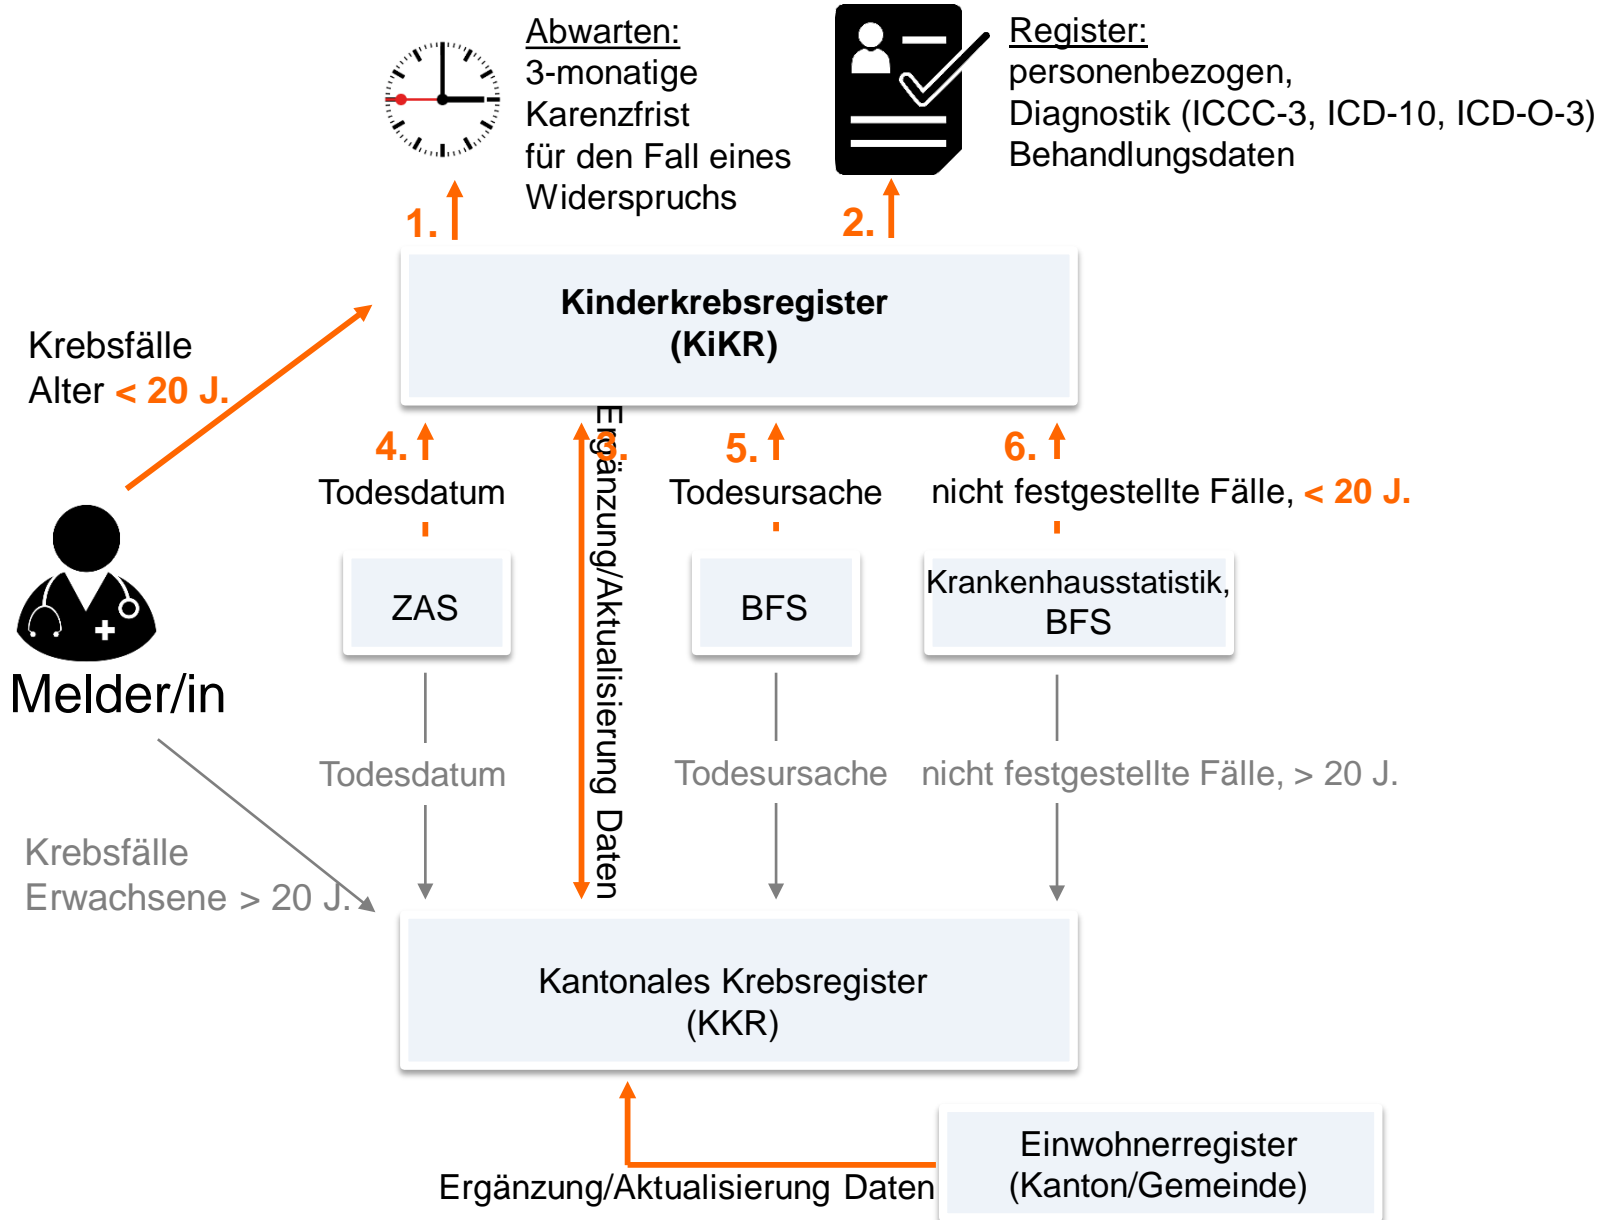 Abwarten:
3-monatige
Karenzfrist
für den Fall eines
Widerspruchs
Register:
personenbezogen,
Diagnostik (ICCC-3, ICD-10, ICD-O-3)
Behandlungsdaten
1.
2.
Kinderkrebsregister
(KiKR)
Krebsfälle
Alter < 20 J.
4.
3.
5.
6.
Todesdatum
Ergänzung/Aktualisierung Daten
Todesursache
nicht festgestellte Fälle, < 20 J.
ZAS
BFS
Krankenhausstatistik,
BFS
Melder/in
Todesdatum
Todesursache
nicht festgestellte Fälle, > 20 J.
Krebsfälle
Erwachsene > 20 J.
Kantonales Krebsregister
(KKR)
Einwohnerregister
(Kanton/Gemeinde)
Ergänzung/Aktualisierung Daten